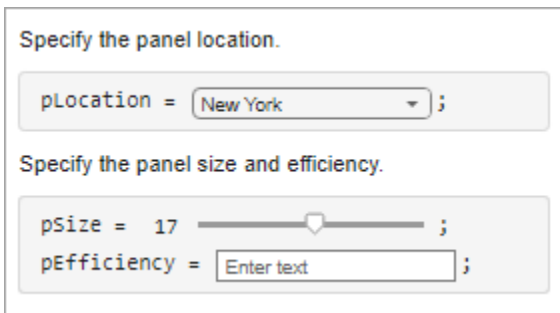 Specify the panel location.
pLocation = New York ;
Specify the panel size and efficiency.
pSize = 17 ;
pEfficiency = Enter text ;